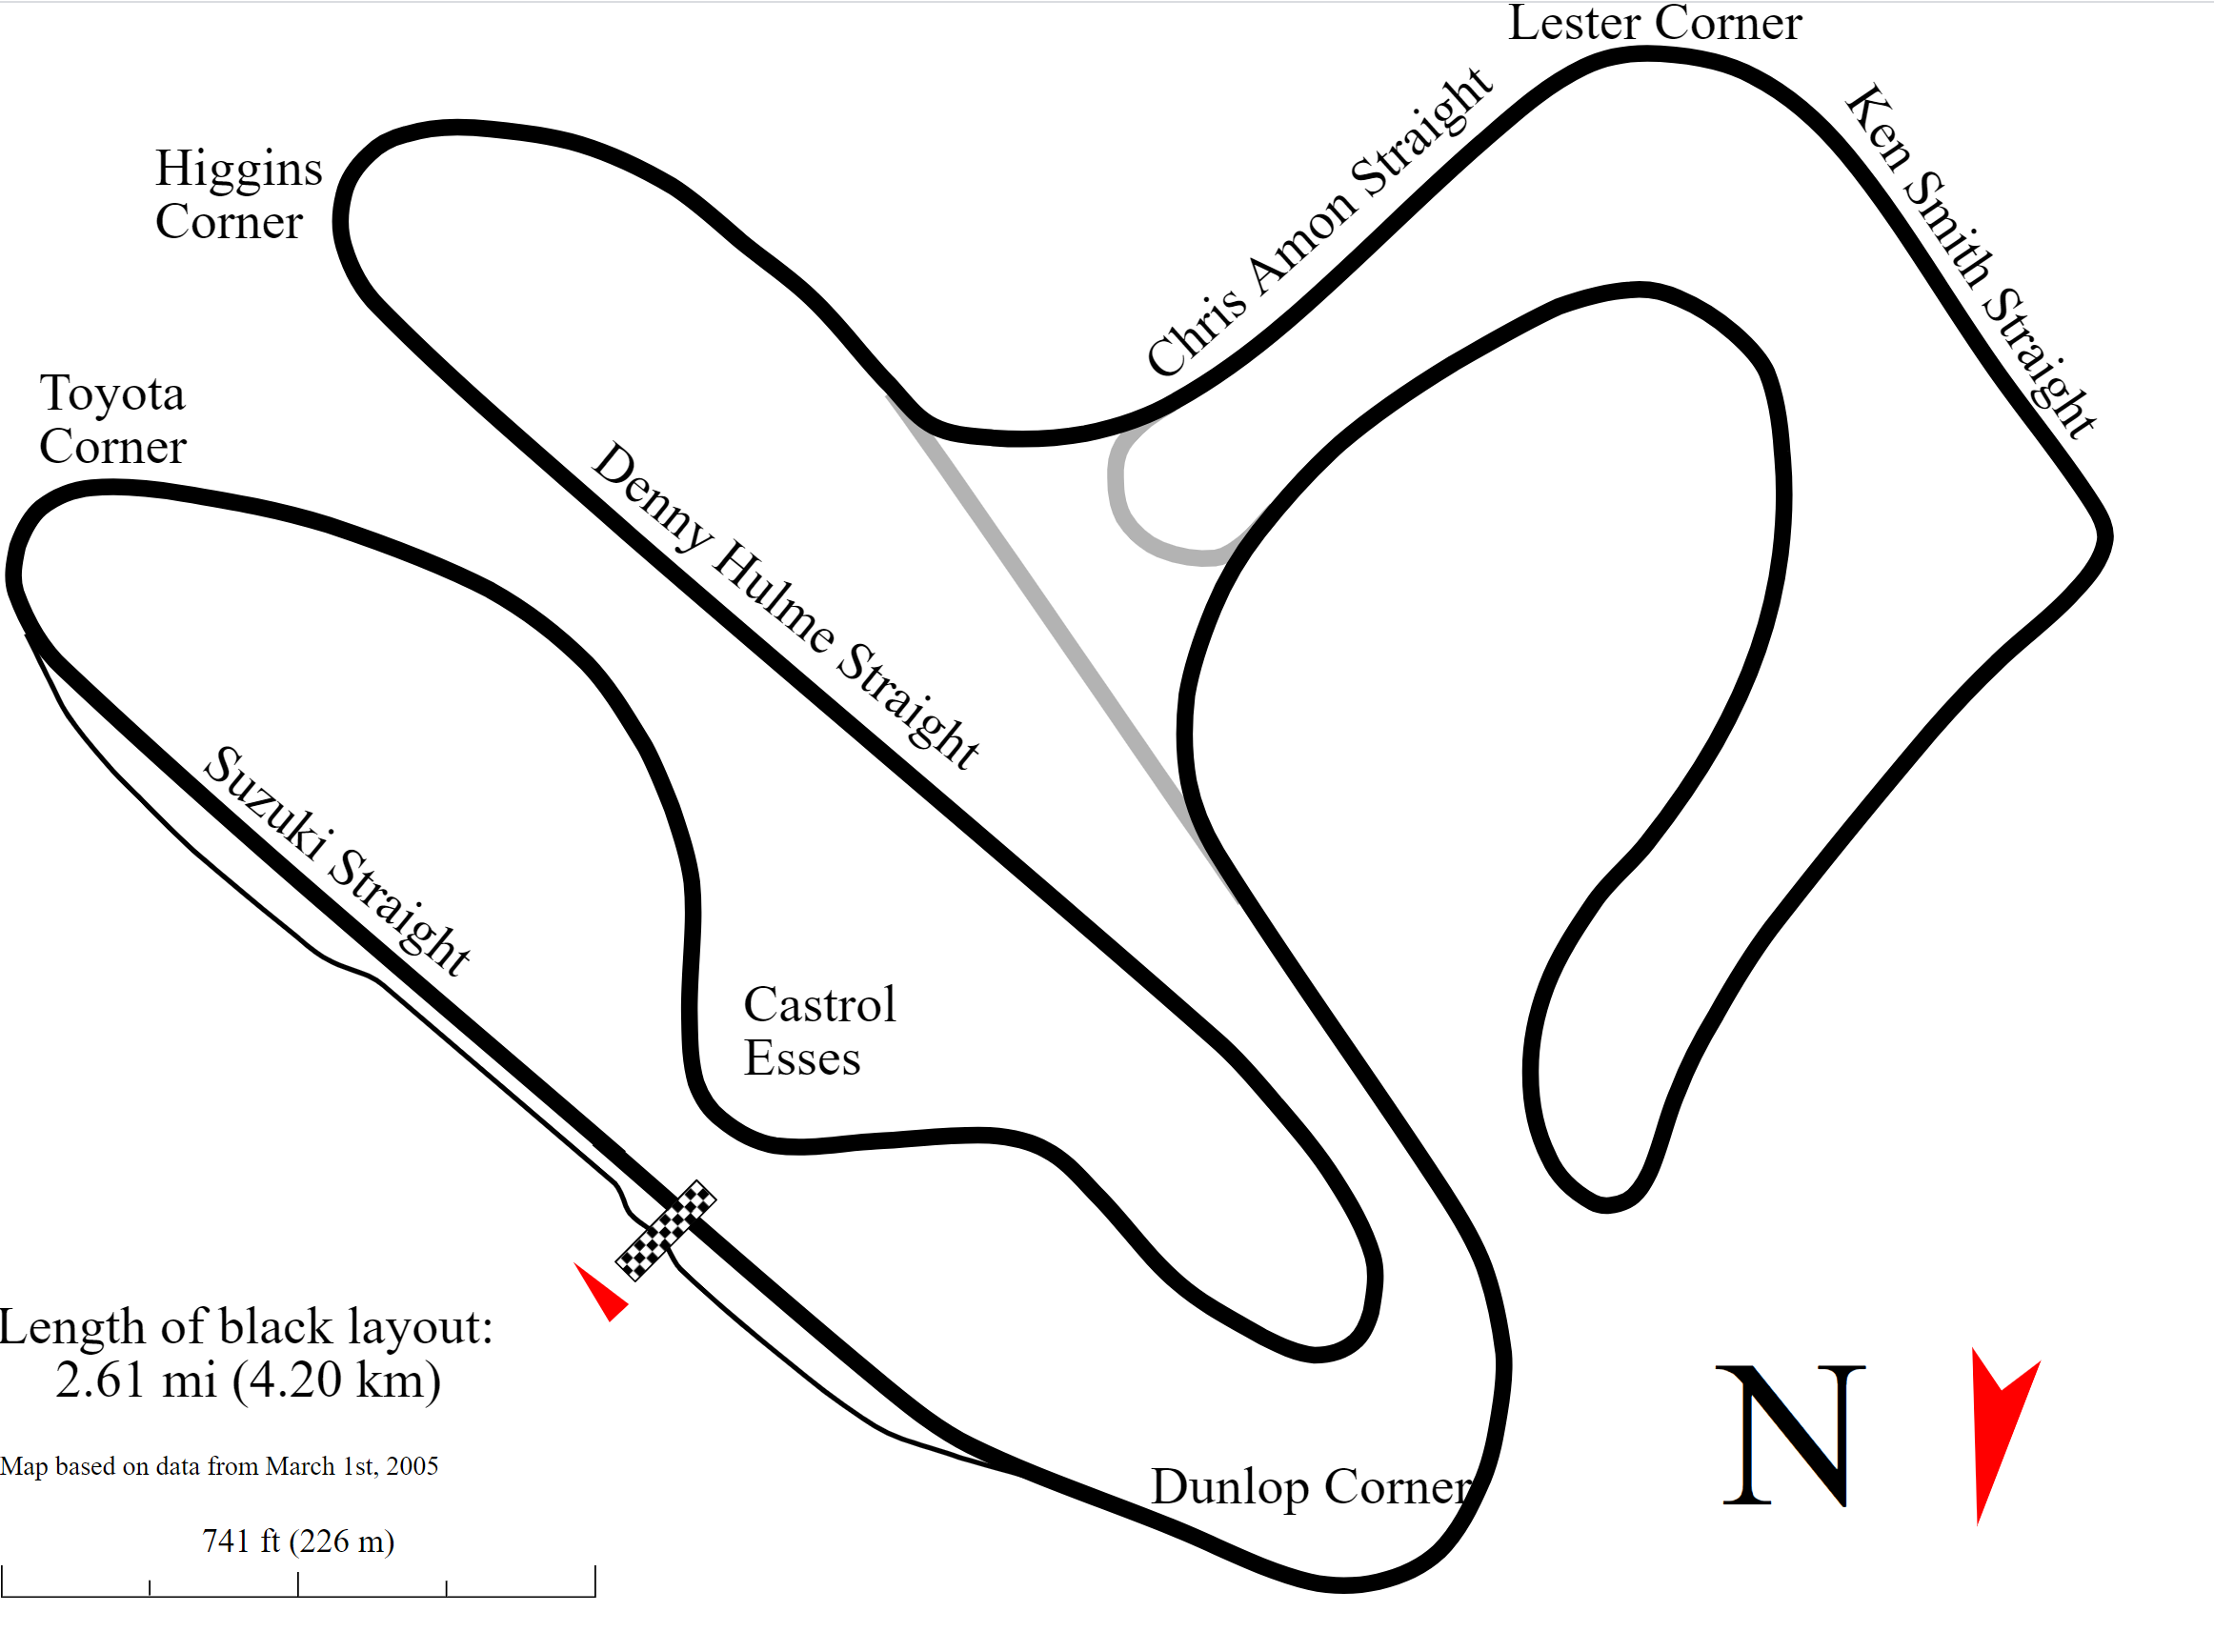 Lester Corner
Ken Smith Straight
Chris Amon Straight
Higgins
Corner
Toyota
Corner
Denny Hulme Straight
Suzuki Straight
Castrol
Esses
Length of black layout:
2.61 mi (4.20 km)
Map based on data from March 1st, 2005
741 ft (226 m)
Dunlop Corner
N